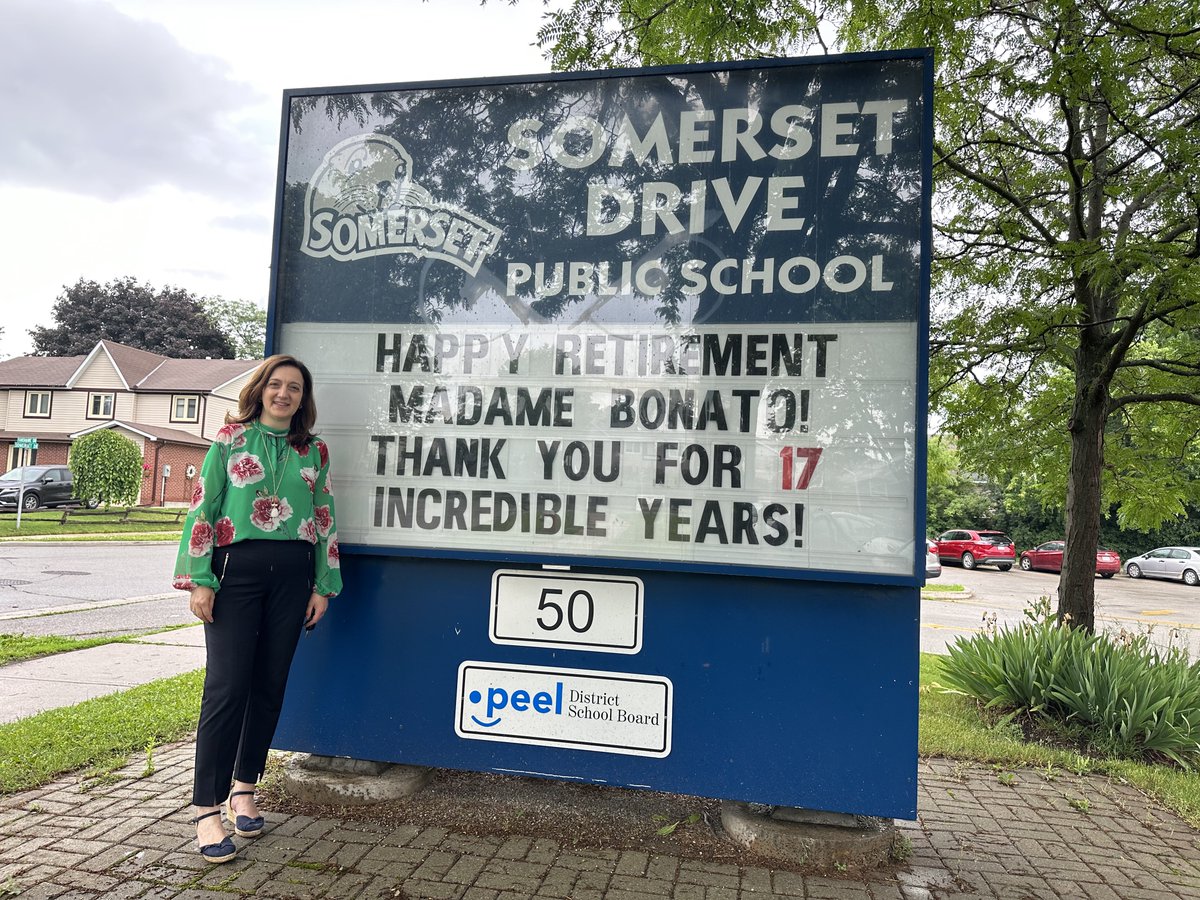 SOMERSET
SOMERSET
DRIVE
PUBLIC SCHOOL
HAPPY RETIREMENT
MADAME BONATO!
THANK YOU FOR 17
INCREDIBLE YEARS!
50
peel District
School Board